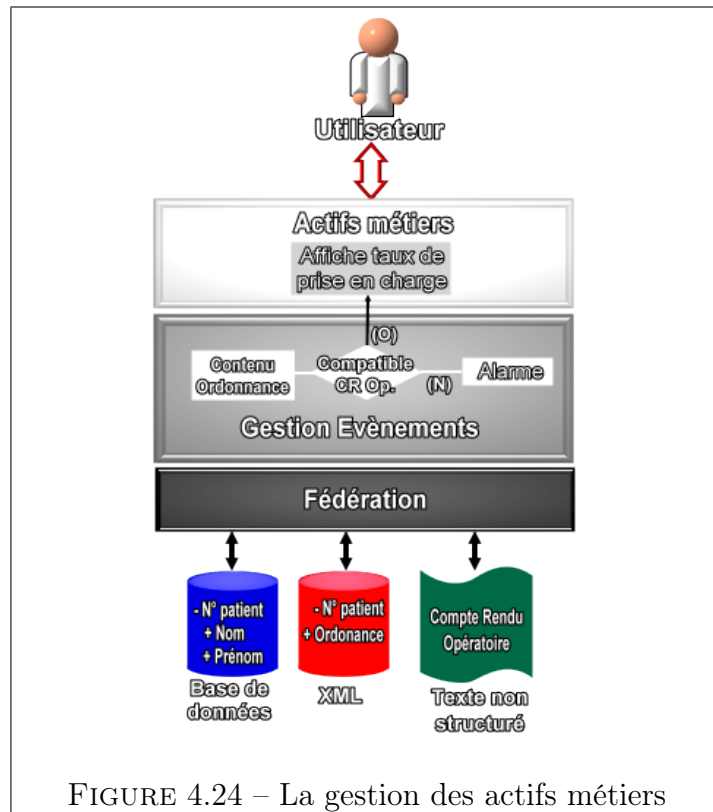 Utilisateur
Actifs métiers
Affiche taux de
prise en charge
(O)
Contenu
Ordonnance
Compatible
CR Op.
(N)
Alarme
Gestion Evènements
Fédération
- N° patient
+ Nom
+ Prénom
- N° patient
+ Ordonance
Compte Rendu
Opératoire
Base de
données
XML
Texte non
structuré
FIGURE 4.24 – La gestion des actifs métiers